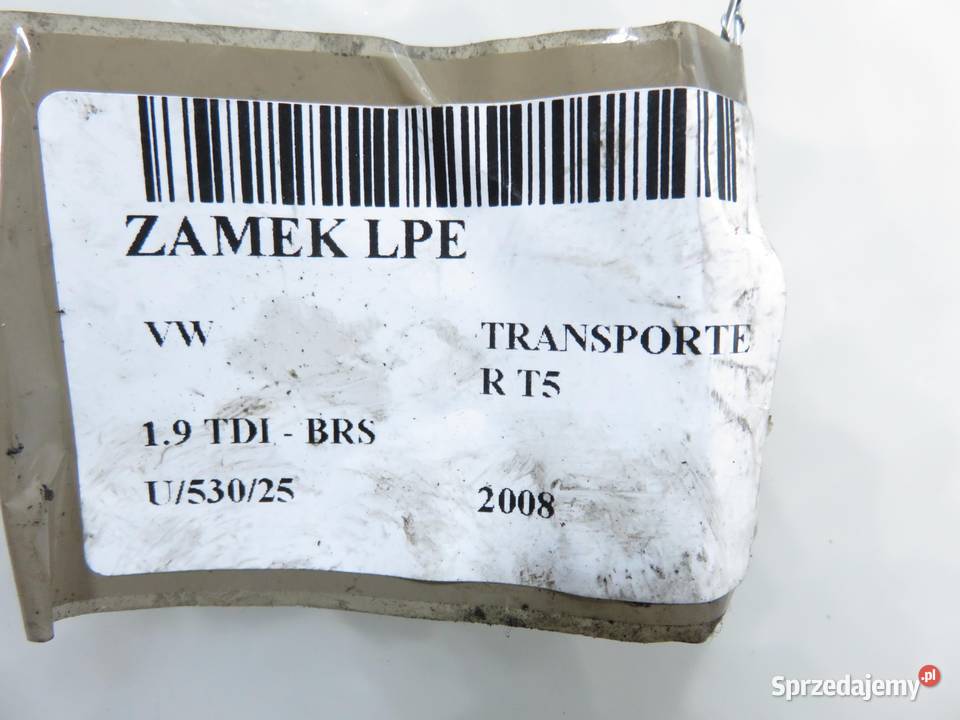 ZAMEK LPE
VW TRANSPORTE
R T5
1.9 TDI - BRS
U/530/25 2008
Sprzedajemy.pl